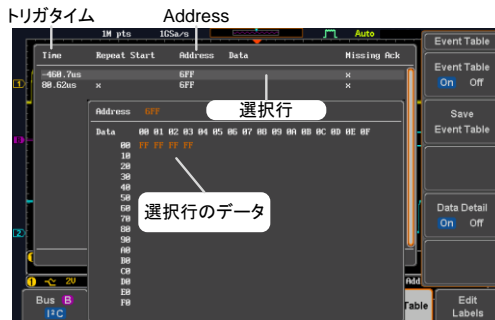 トリガタイム Address
1M pts 1GSa/s Auto
Event Table
Time Repeat Start Address Data Missing Ack
-460.7us 6FF x
80.62us x 6FF x
選択行
Event Table
On Off
Save
Event Table
Address 6FF
Data 00 01 02 03 04 05 06 07 08 09 0A 0B 0C 0D 0E 0F
00 FF FF FF FF
10
20
30
40
50
60
70
80
90
A0
B0
C0
D0
E0
F0
選択行のデータ
Data Detail
On Off
1 2V
Bus B
I²C
Table
Edit
Labels